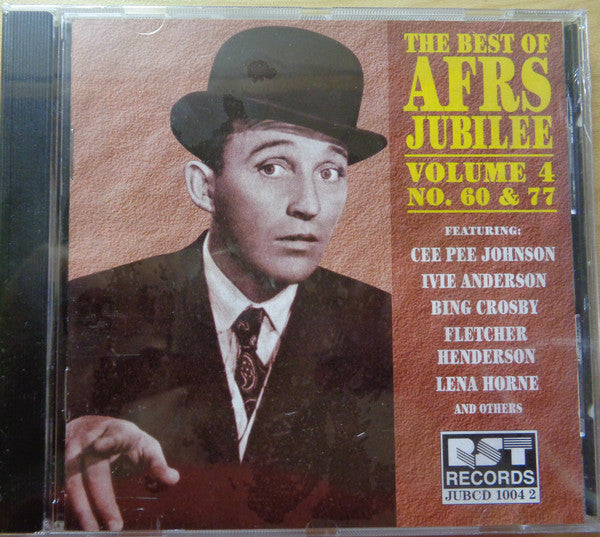 THE BEST OF
AFRS
JUBILEE
VOLUME 4
NO. 60 & 77
FEATURING:
CEE PEE JOHNSON
IVIE ANDERSON
BING CROSBY
FLETCHER
HENDERSON
LENA HORNE
AND OTHERS
RST
RECORDS
JUBCD 1004 2